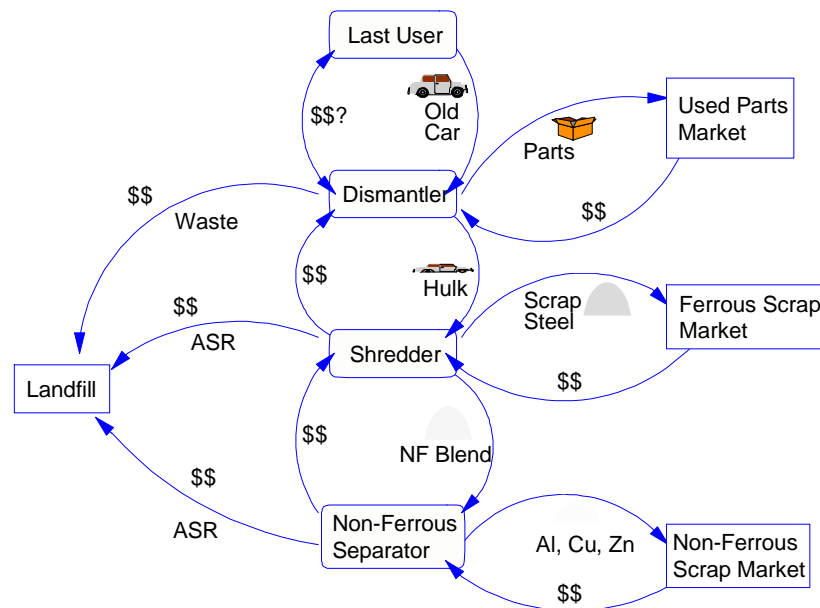 Last User
$$?
Old
Car
Used Parts
Market
Parts
$$
Dismantler
$$
Waste
$$
Hulk
$$
ASR
Scrap
Steel
Ferrous Scrap
Market
Shredder
$$
Landfill
$$
NF Blend
$$
ASR
Non-Ferrous
Separator
Al, Cu, Zn
Non-Ferrous
Scrap Market
$$